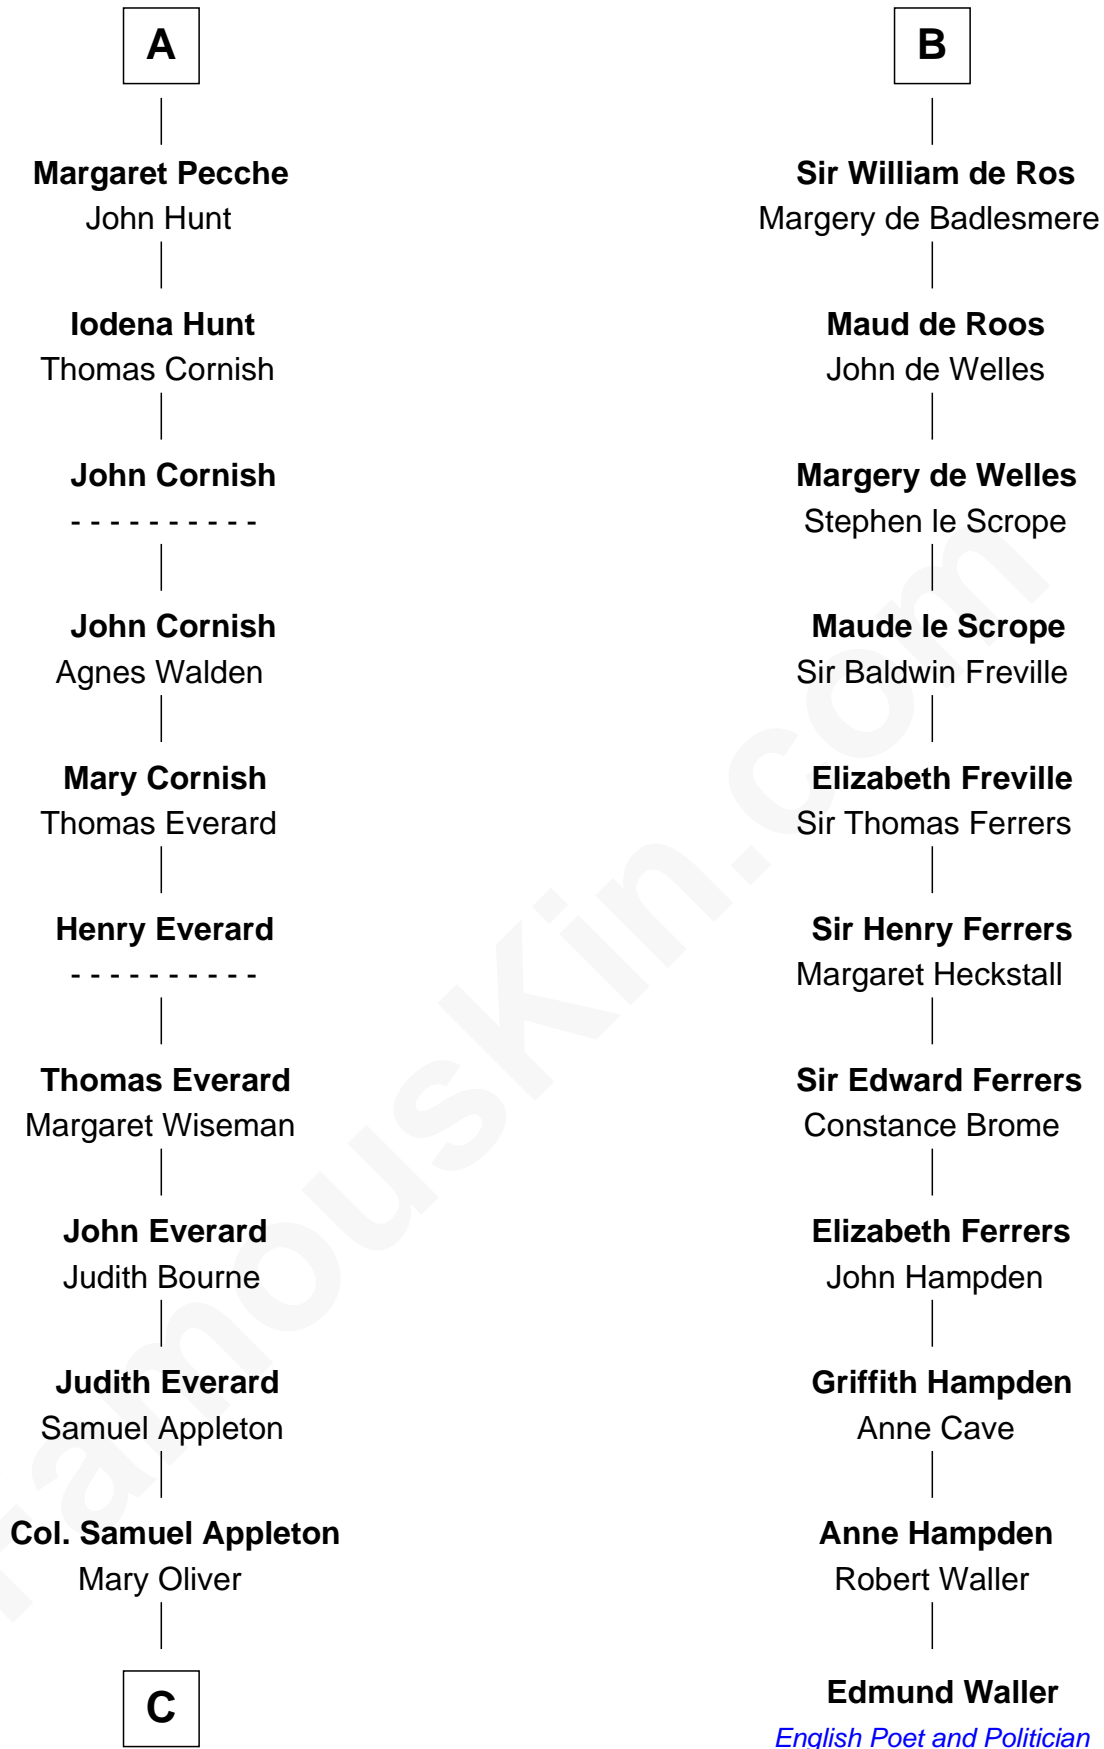 A
Margaret Pecche
John Hunt
Iodena Hunt
Thomas Cornish
John Cornish
- - - - - - - - - -
John Cornish
Agnes Walden
Mary Cornish
Thomas Everard
Henry Everard
- - - - - - - - - -
Thomas Everard
Margaret Wiseman
John Everard
Judith Bourne
Judith Everard
Samuel Appleton
Col. Samuel Appleton
Mary Oliver
C
B
Sir William de Ros
Margery de Badlesmere
Maud de Roos
John de Welles
Margery de Welles
Stephen le Scrope
Maude le Scrope
Sir Baldwin Freville
Elizabeth Freville
Sir Thomas Ferrers
Sir Henry Ferrers
Margaret Heckstall
Sir Edward Ferrers
Constance Brome
Elizabeth Ferrers
John Hampden
Griffith Hampden
Anne Cave
Anne Hampden
Robert Waller
Edmund Waller
English Poet and Politician
FamousKin.com